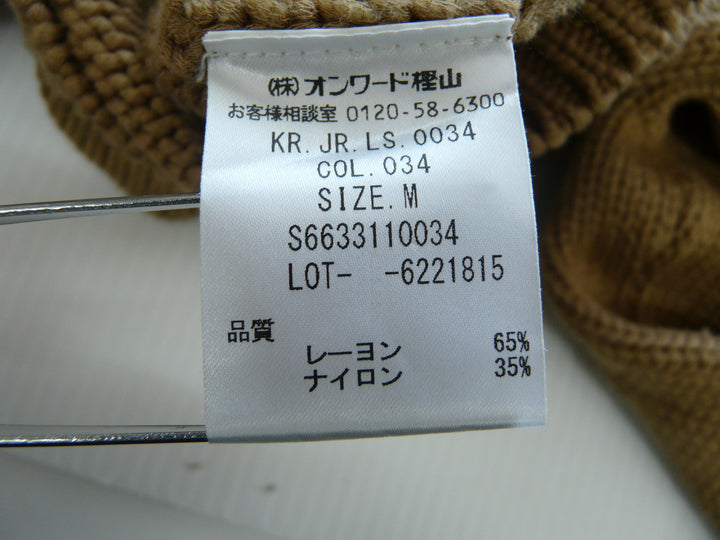 (株)オンワード樫山
お客様相談室 0120-58-6300
KR.JR.LS.0034
COL.034
SIZE.M
S6633110034
LOT- -6221815
品質
レーヨン 65%
ナイロン 35%